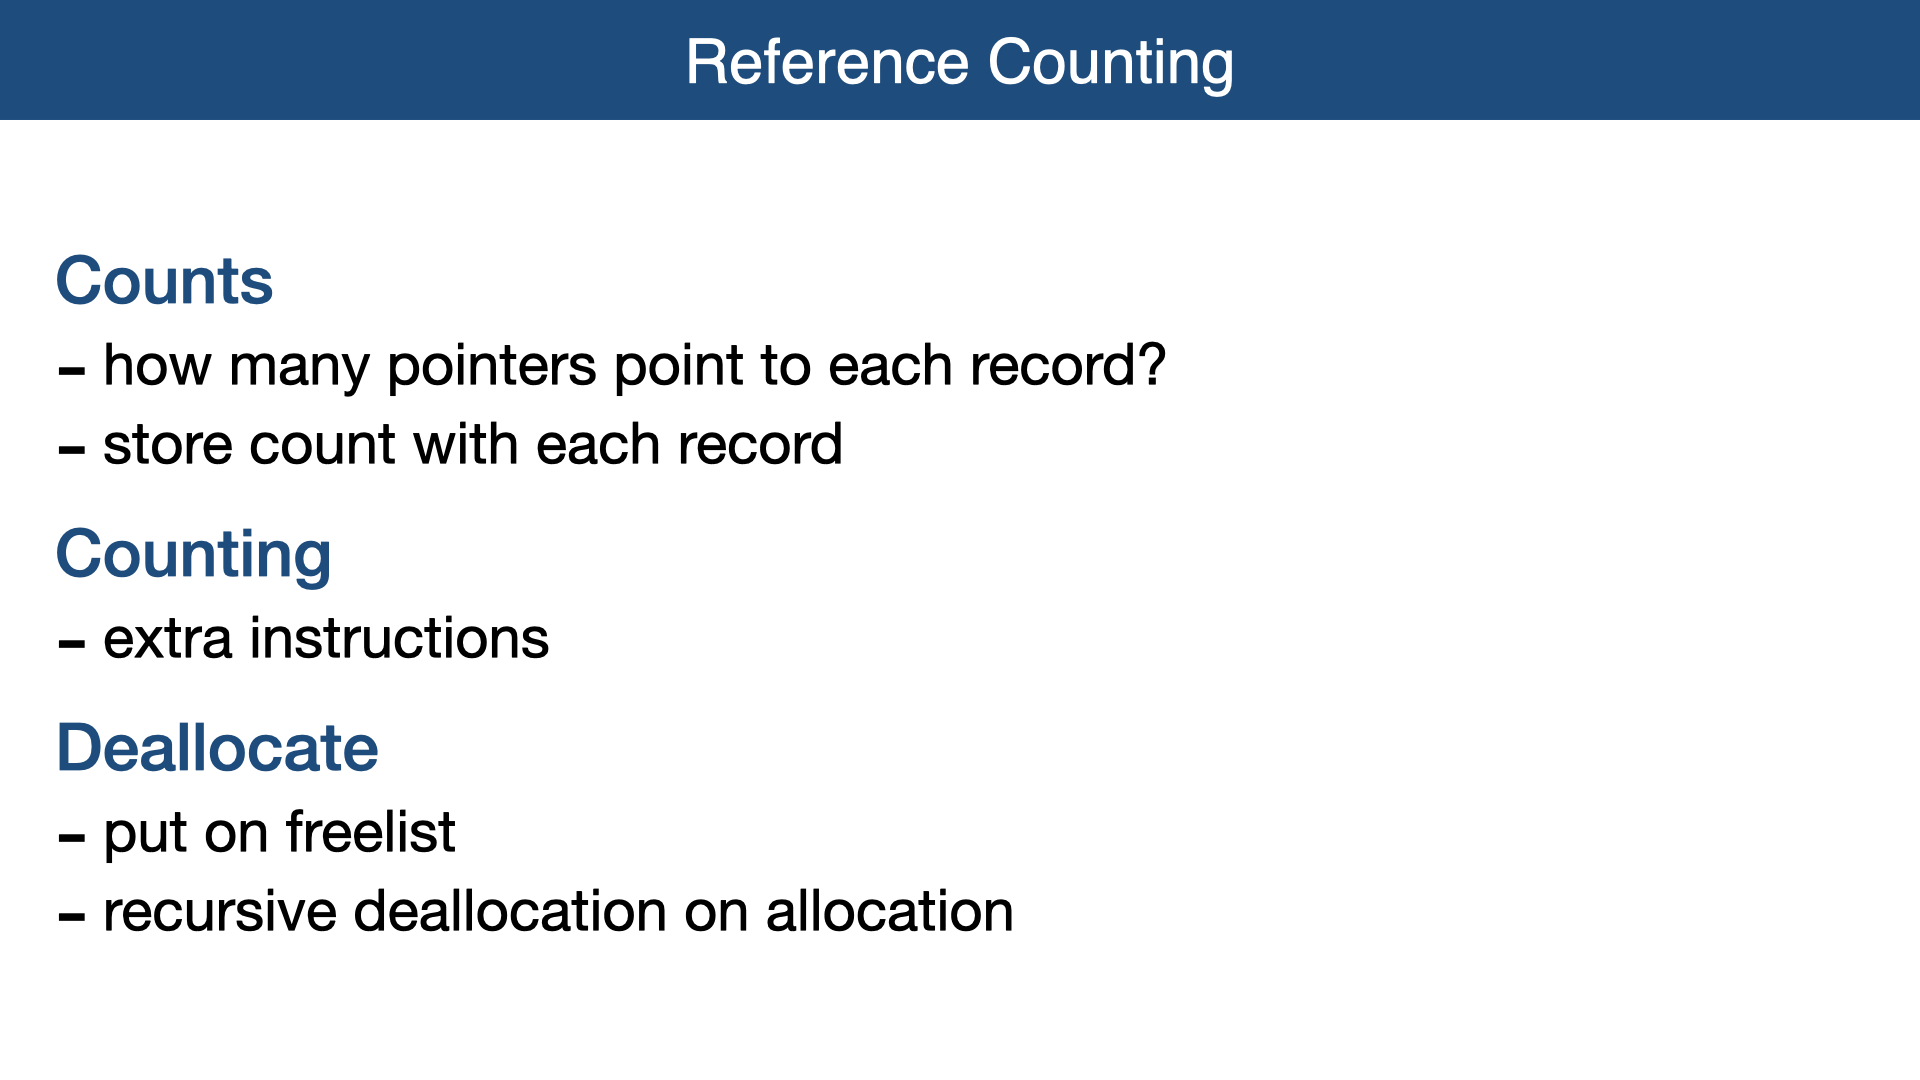 Reference Counting
Counts
- how many pointers point to each record?
- store count with each record
Counting
- extra instructions
Deallocate
- put on freelist
- recursive deallocation on allocation